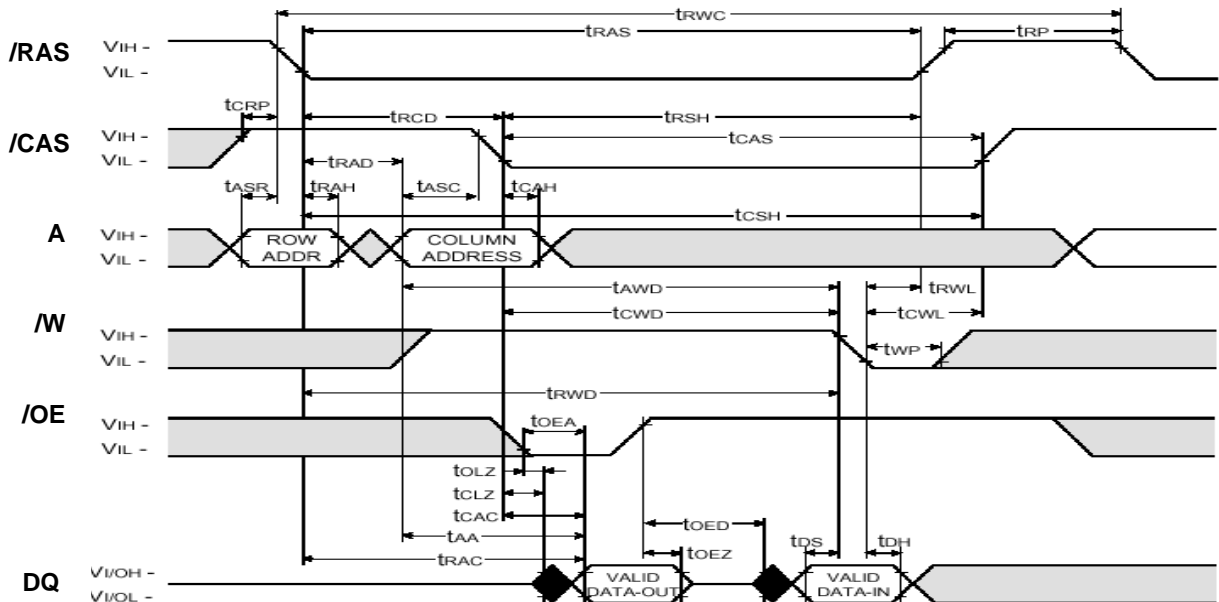 tRWC
tRAS
tRP
/RAS
VIH -
VIL -
tCRP
tRCD
tRSH
/CAS
VIH -
VIL -
tCAS
tRAD
tASR
tRAH
tASC
tCAH
tCSH
A
VIH -
VIL -
ROW
ADDR
COLUMN
ADDRESS
tAWD
tRWL
/W
tCWD
tCWL
VIH -
VIL -
tWP
tRWD
/OE
VIH -
VIL -
tOEA
tOLZ
tCLZ
tCAC
tOED
tAA
tOEZ
tDS
tDH
tRAC
DQ
VI/OH -
VI/OL -
VALID
DATA-OUT
VALID
DATA-IN